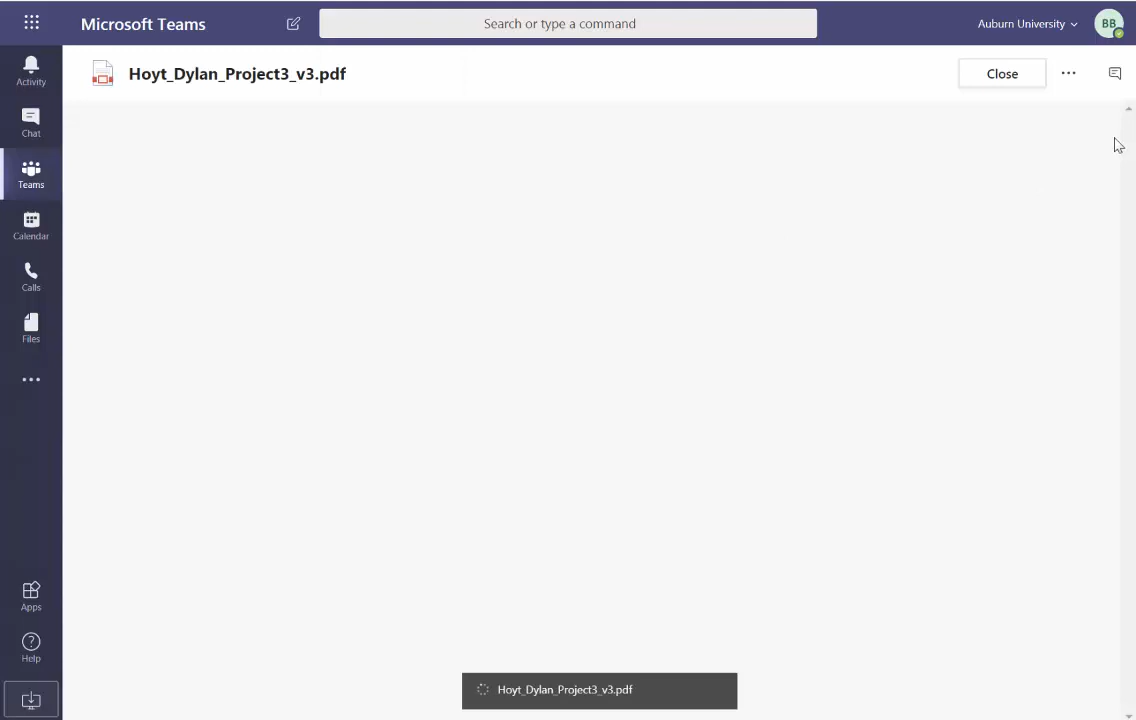 Microsoft Teams
Search or type a command
Auburn University
BB
Activity
Chat
Teams
Calendar
Calls
Files
Apps
Help
Hoyt_Dylan_Project3_v3.pdf
Close
Hoyt_Dylan_Project3_v3.pdf